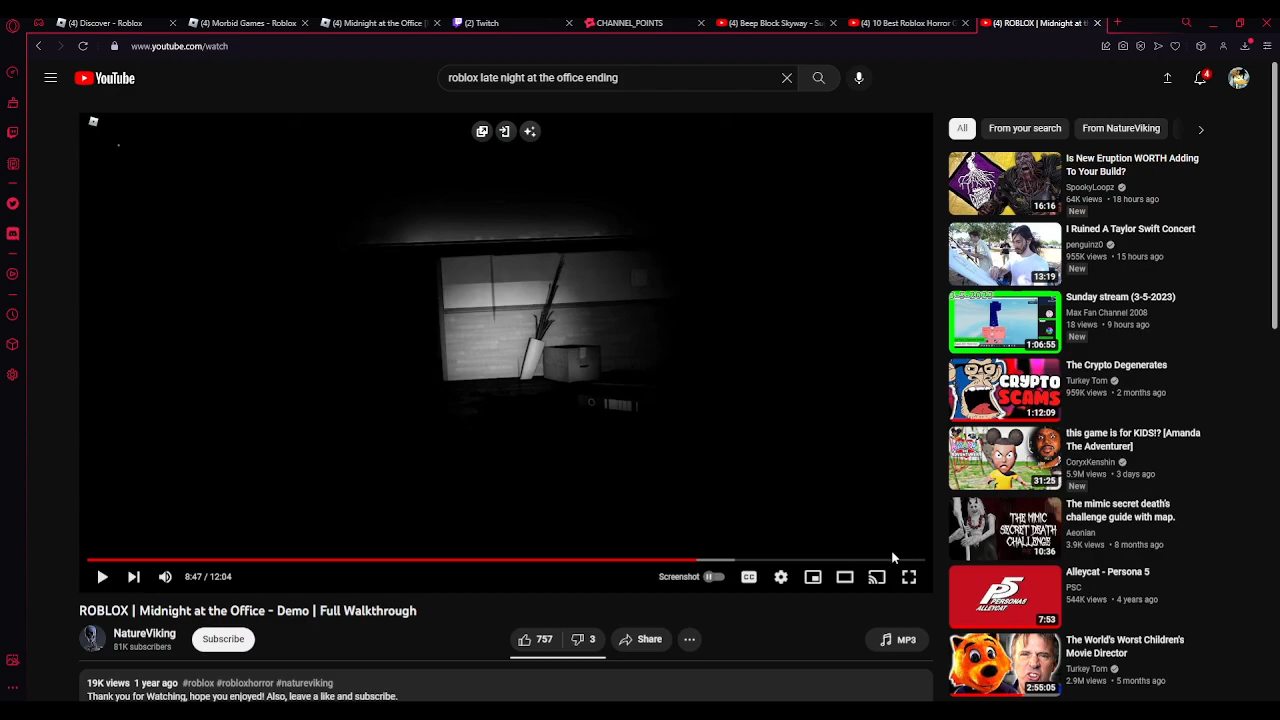 (4) Discover - Roblox
(4) Morbid Games - Roblox
(4) Midnight at the Office [
(2) Twitch
CHANNEL_POINTS
(4) Beep Block Skyway - Su
(4) 10 Best Roblox Horror G
(4) ROBLOX | Midnight at th
www.youtube.com/watch
YouTube
roblox late night at the office ending
4
All
From your search
From NatureViking
Is New Eruption WORTH Adding
To Your Build?
SpookyLoopz
64K views • 18 hours ago
New
16:16
I Ruined A Taylor Swift Concert
penguinz0
955K views • 15 hours ago
New
13:19
Sunday stream (3-5-2023)
Max Fan Channel 2008
18 views • 9 hours ago
New
1:06:55
The Crypto Degenerates
Turkey Tom
959K views • 2 months ago
CRYPTO
SCAMS
1:12:09
this game is for KIDS!? [Amanda
The Adventurer]
CoryxKenshin
5.9M views • 3 days ago
New
31:25
The mimic secret death's
challenge guide with map.
Aeonian
3.9K views • 8 months ago
THE MIMIC
SECRET DEATH
CHALLENGE
10:36
Alleycat - Persona 5
PSC
544K views • 4 years ago
P5
PERSONA5
ALLEYCAT
7:53
The World's Worst Children's
Movie Director
Turkey Tom
2.9M views • 5 months ago
2:55:05
8:47 / 12:04
Screenshot
CC
ROBLOX | Midnight at the Office - Demo | Full Walkthrough
NatureViking
81K subscribers
Subscribe
757
3
Share
MP3
19K views 1 year ago #roblox #robloxhorror #natureviking
Thank you for Watching, hope you enjoyed! Also, leave a like and subscribe.